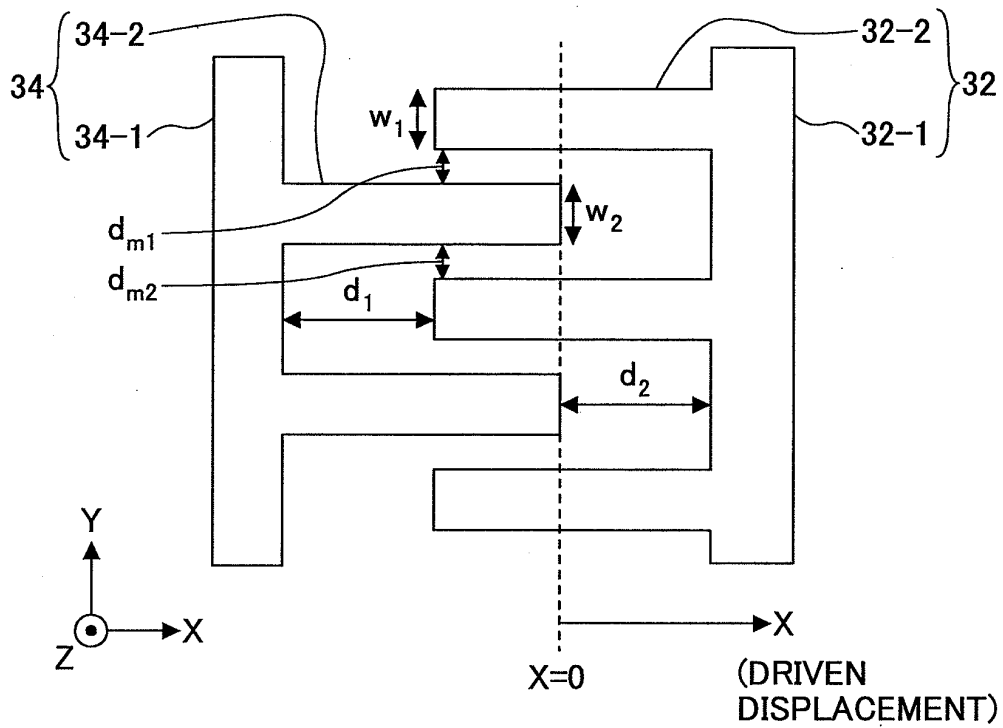 34
34-2
34-1
32-2
32-1
32
w1
w2
dm1
dm2
d1
d2
Y
X
Z
X=0
X
(DRIVEN
DISPLACEMENT)